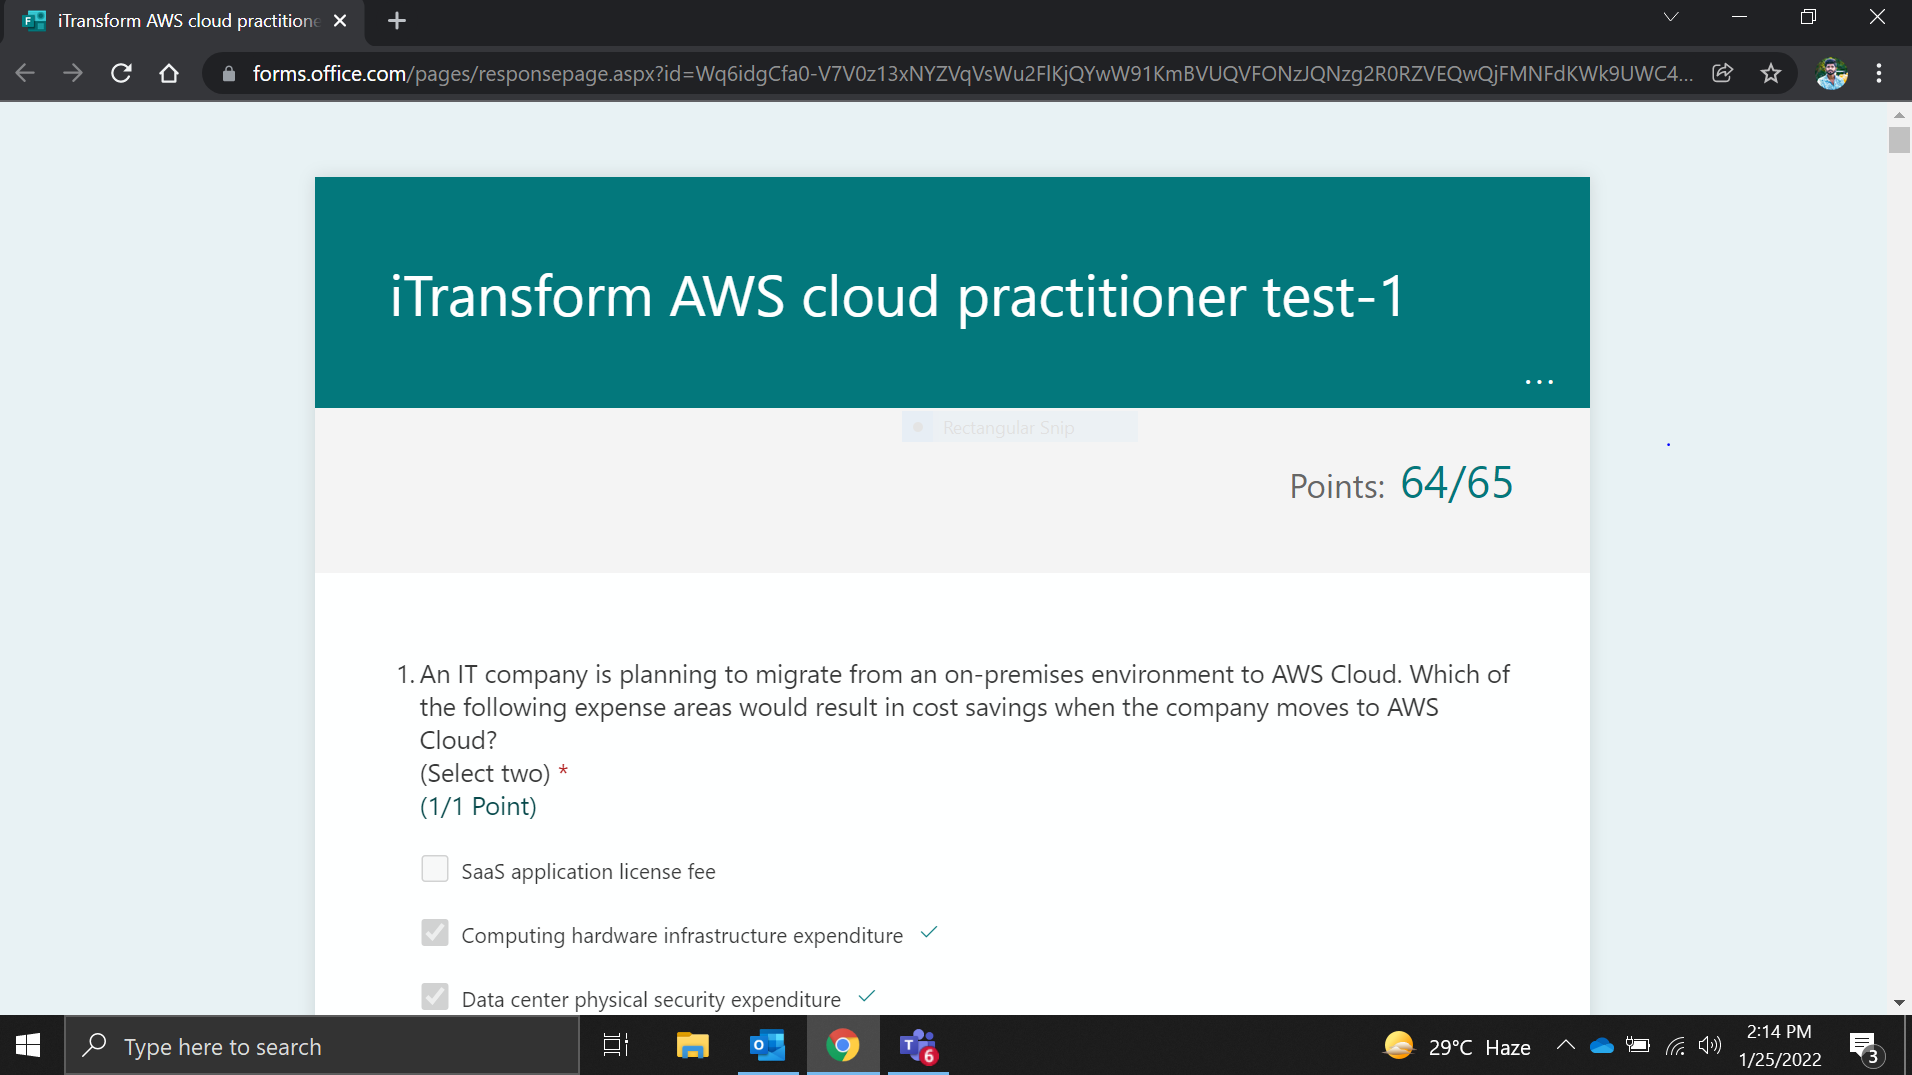 iTransform AWS cloud practitione
forms.office.com/pages/responsepage.aspx?id=Wq6idgCfa0-V7V0z13xNYZVqVsWu2FlKjQYwW91KmBVUQVFONzJQNzg2R0RZVEQwQjFMNFdKWk9UWC4...
iTransform AWS cloud practitioner test-1
...
Rectangular Snip
Points: 64/65
1. An IT company is planning to migrate from an on-premises environment to AWS Cloud. Which of
the following expense areas would result in cost savings when the company moves to AWS
Cloud?
(Select two) *
(1/1 Point)
SaaS application license fee
Computing hardware infrastructure expenditure
Data center physical security expenditure
Type here to search
6
29°C Haze
2:14 PM
1/25/2022
3